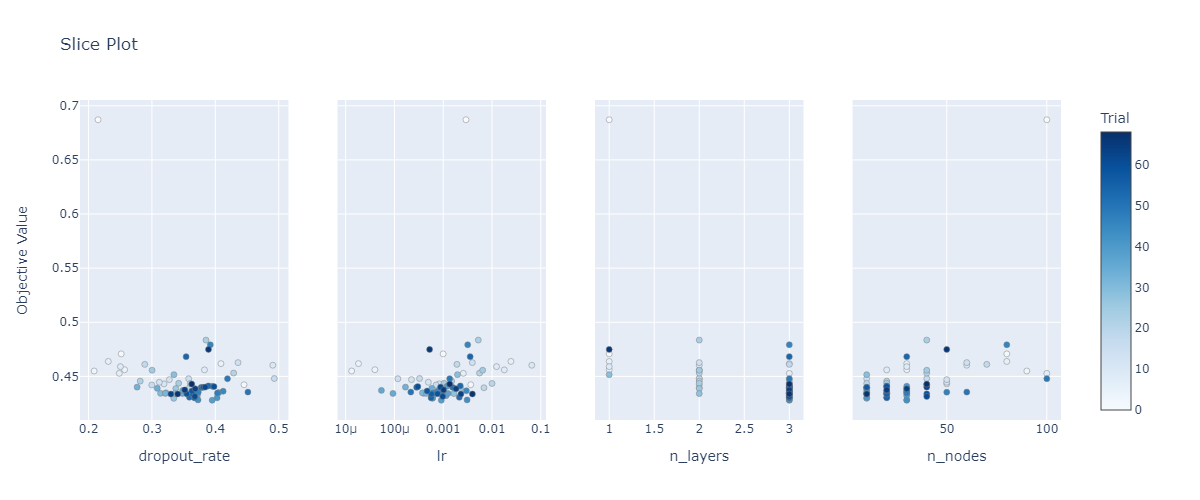 Slice Plot
Objective Value
0.7
0.65
0.6
0.55
0.5
0.45
0.2 0.3 0.4 0.5
dropout_rate
10μ 100μ 0.001 0.01 0.1
lr
1 1.5 2 2.5 3
n_layers
50 100
n_nodes
Trial
60
50
40
30
20
10
0